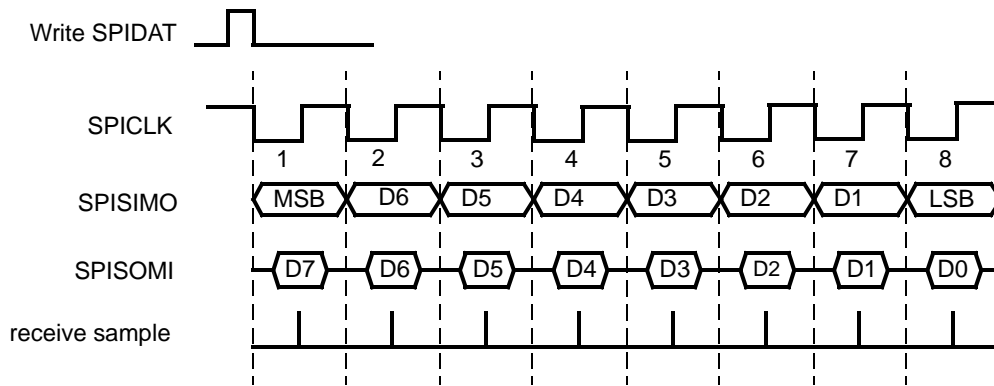 Write SPIDAT
SPICLK
1 2 3 4 5 6 7 8
SPISIMO MSB D6 D5 D4 D3 D2 D1 LSB
SPISOMI D7 D6 D5 D4 D3 D2 D1 D0
receive sample